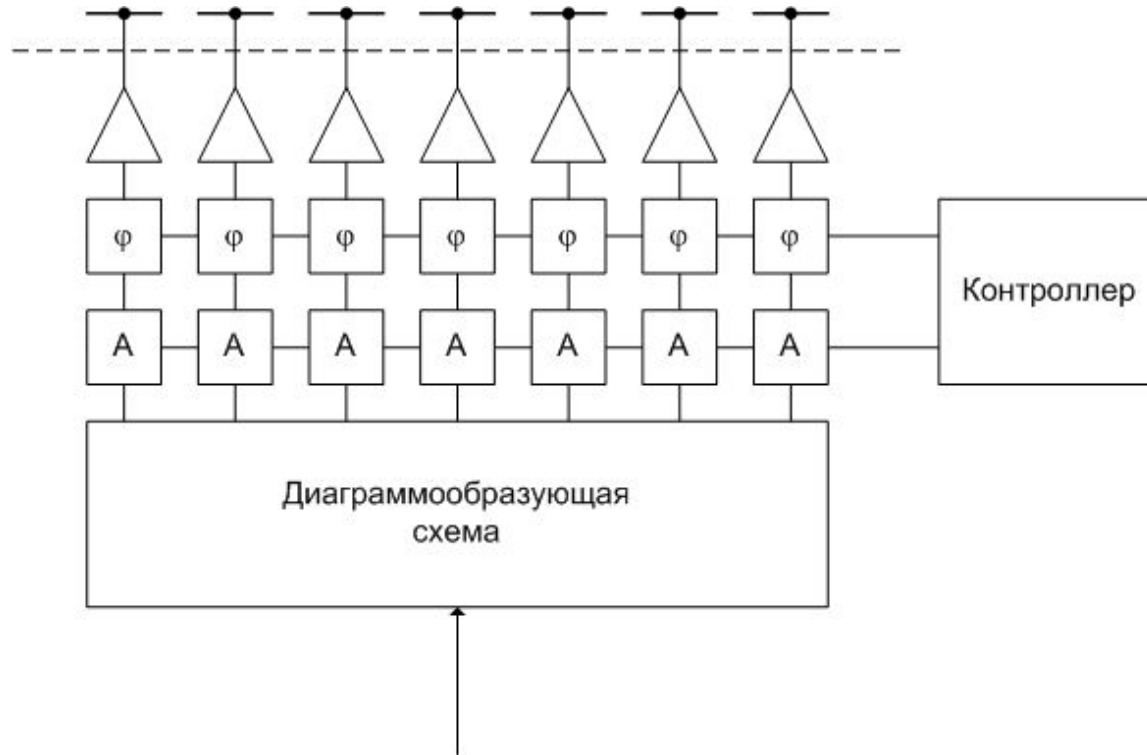 φ φ φ φ φ φ φ
Контроллер
A A A A A A A
Диаграммообразующая
схема